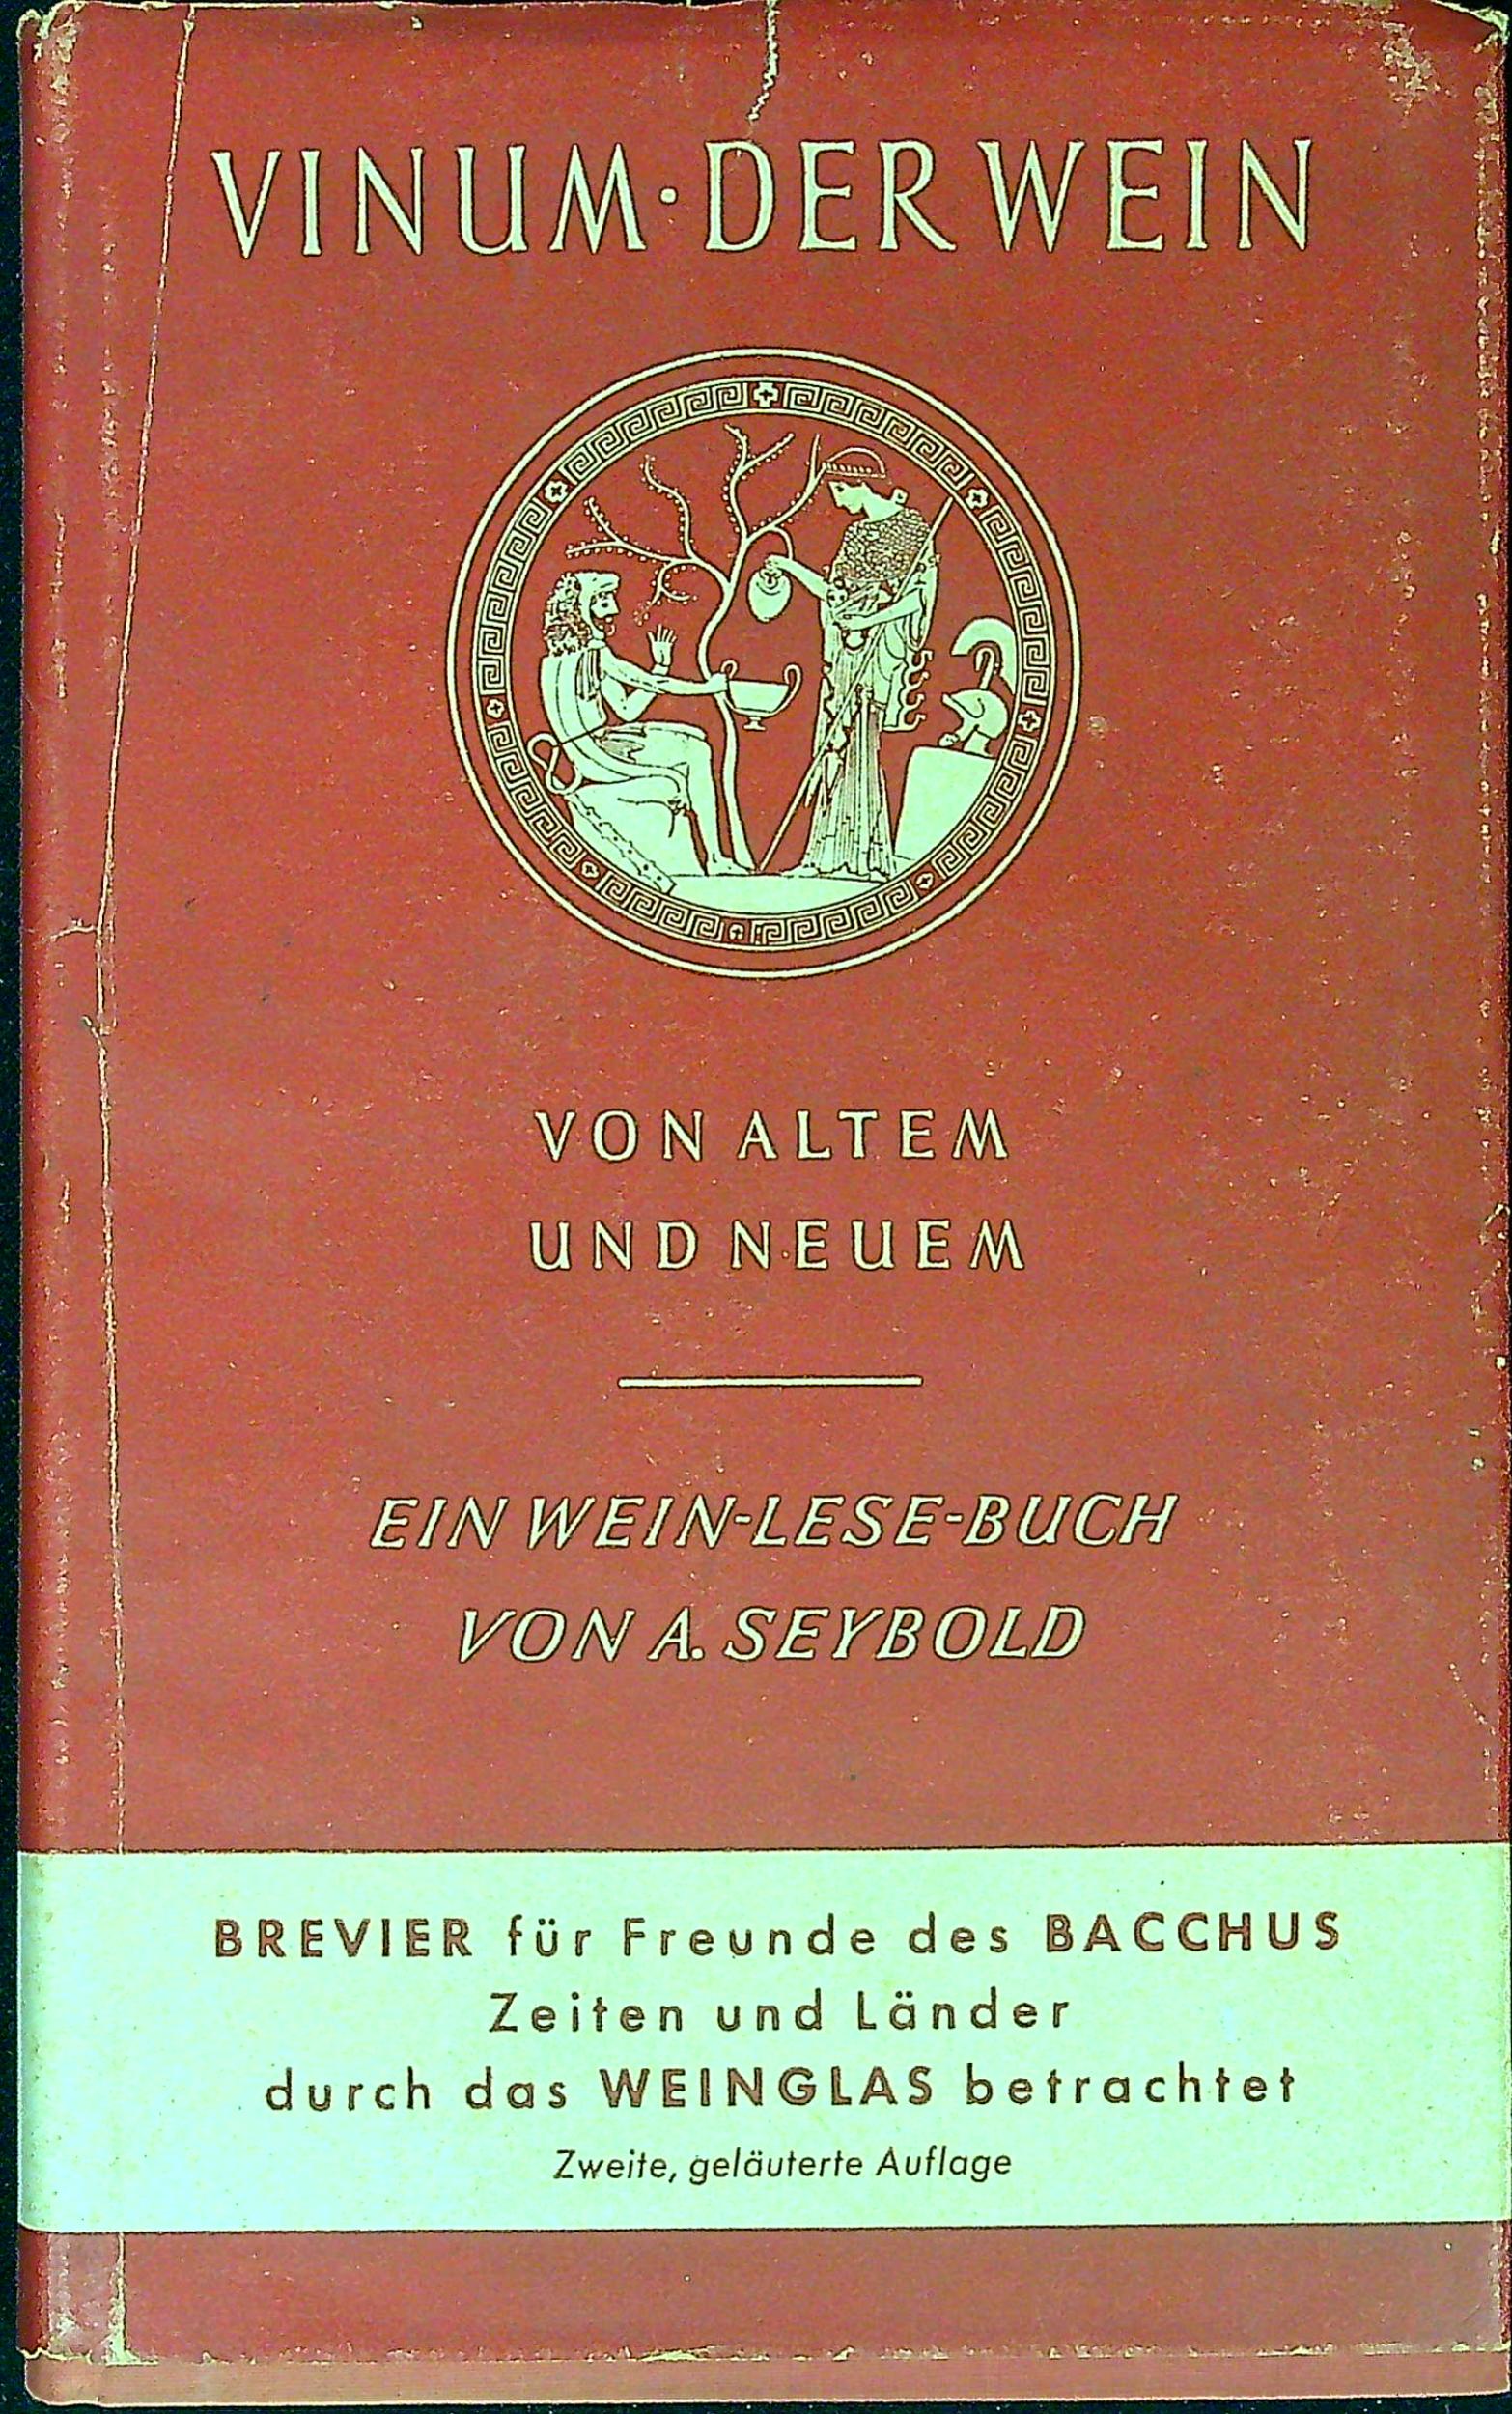 VINUM · DER WEIN
VON ALTEM
UND NEUEM
EIN WEIN-LESE-BUCH
VON A. SEYBOLD
BREVIER für Freunde des BACCHUS
Zeiten und Länder
durch das WEINGLAS betrachtet
Zweite, geläuterte Auflage